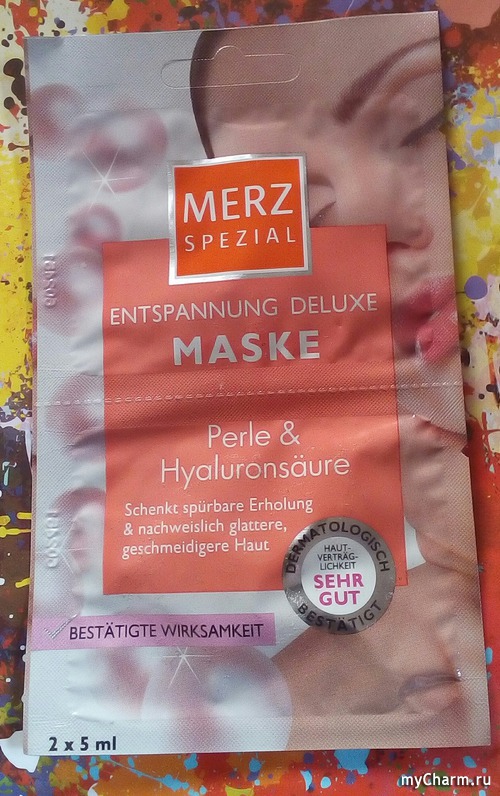 MERZ
SPEZIAL
ENTSPANNUNG DELUXE
MASKE
Perle &
Hyaluronsäure
Schenkt spürbare Erholung
& nachweislich glattere,
geschmeidigere Haut
DERMATOLOGISCH
HAUT-
VERTRÄG-
LICHKEIT
SEHR
GUT
BESTÄTIGT
BESTÄTIGTE WIRKSAMKEIT
2 x 5 ml
myCharm.ru